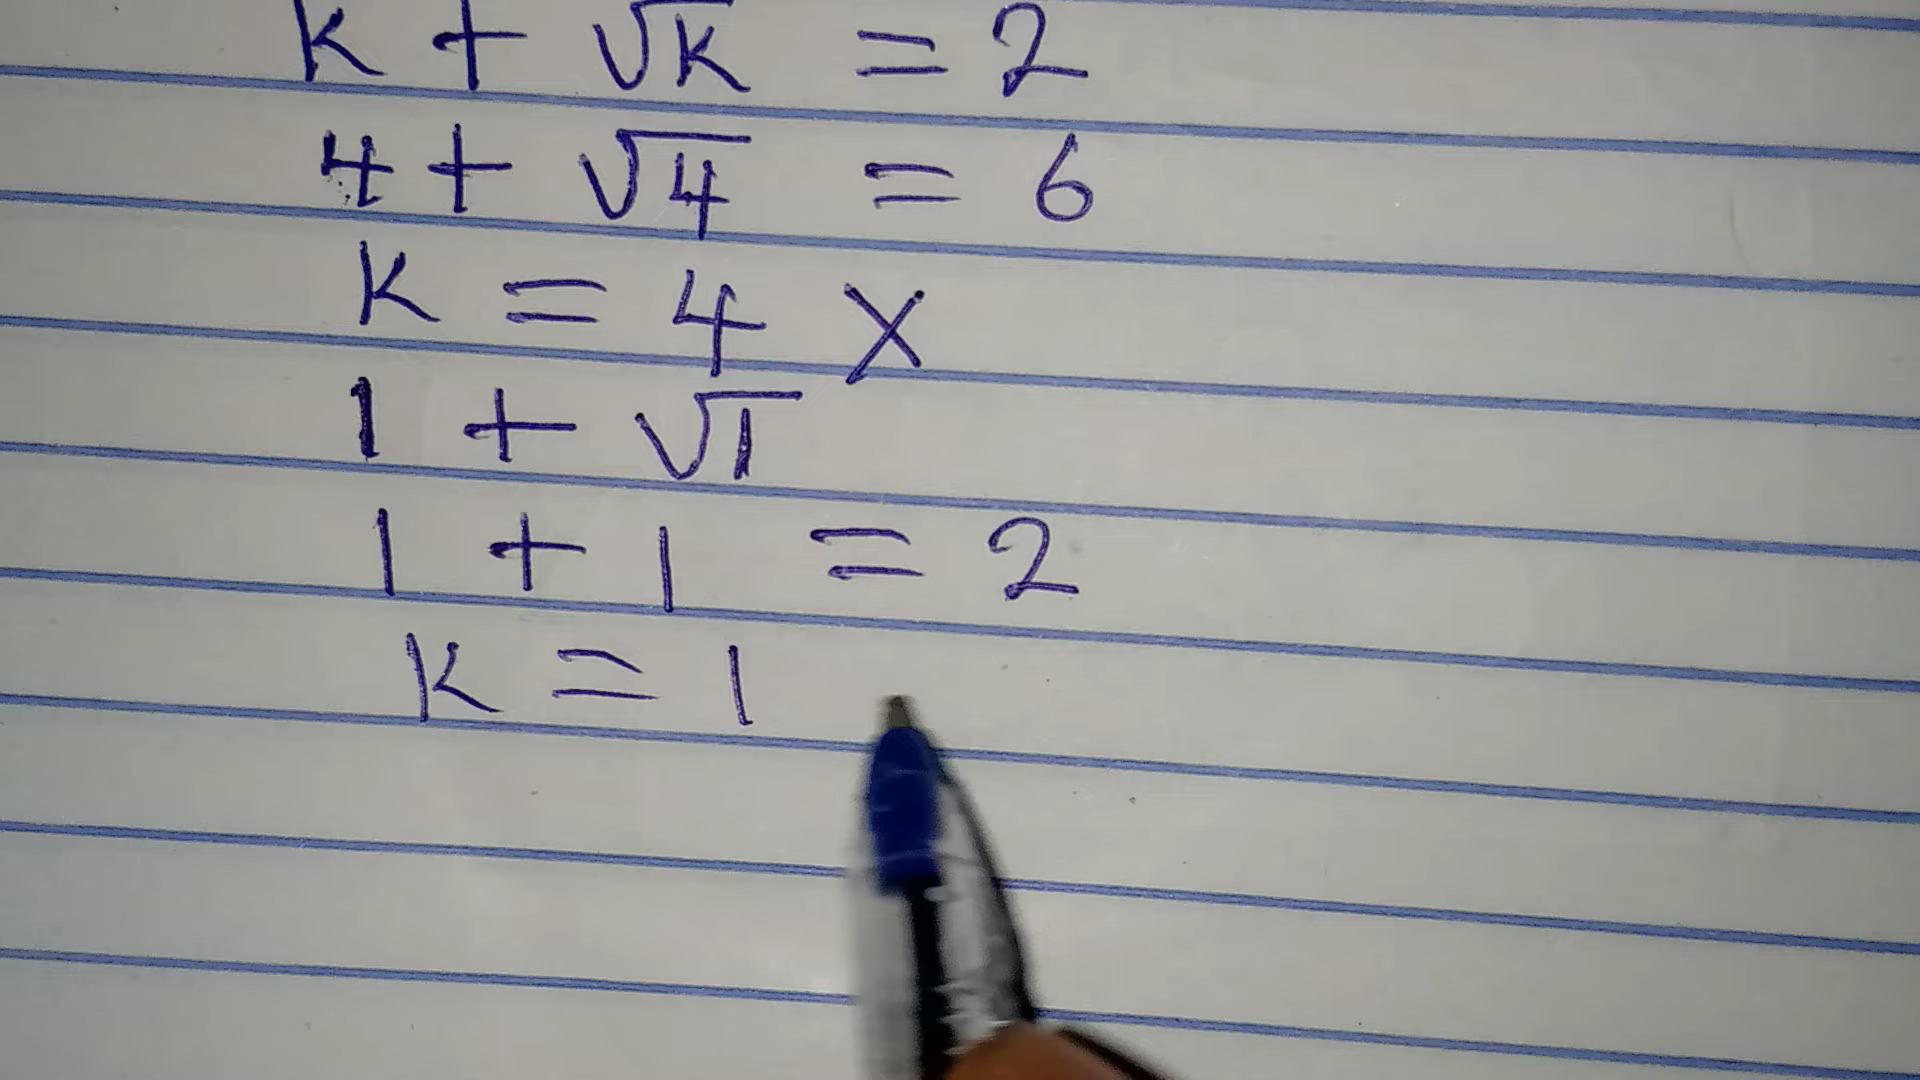 k + √k = 2
4 + √4 = 6
k = 4 X
1 + √1
1 + 1 = 2
k = 1